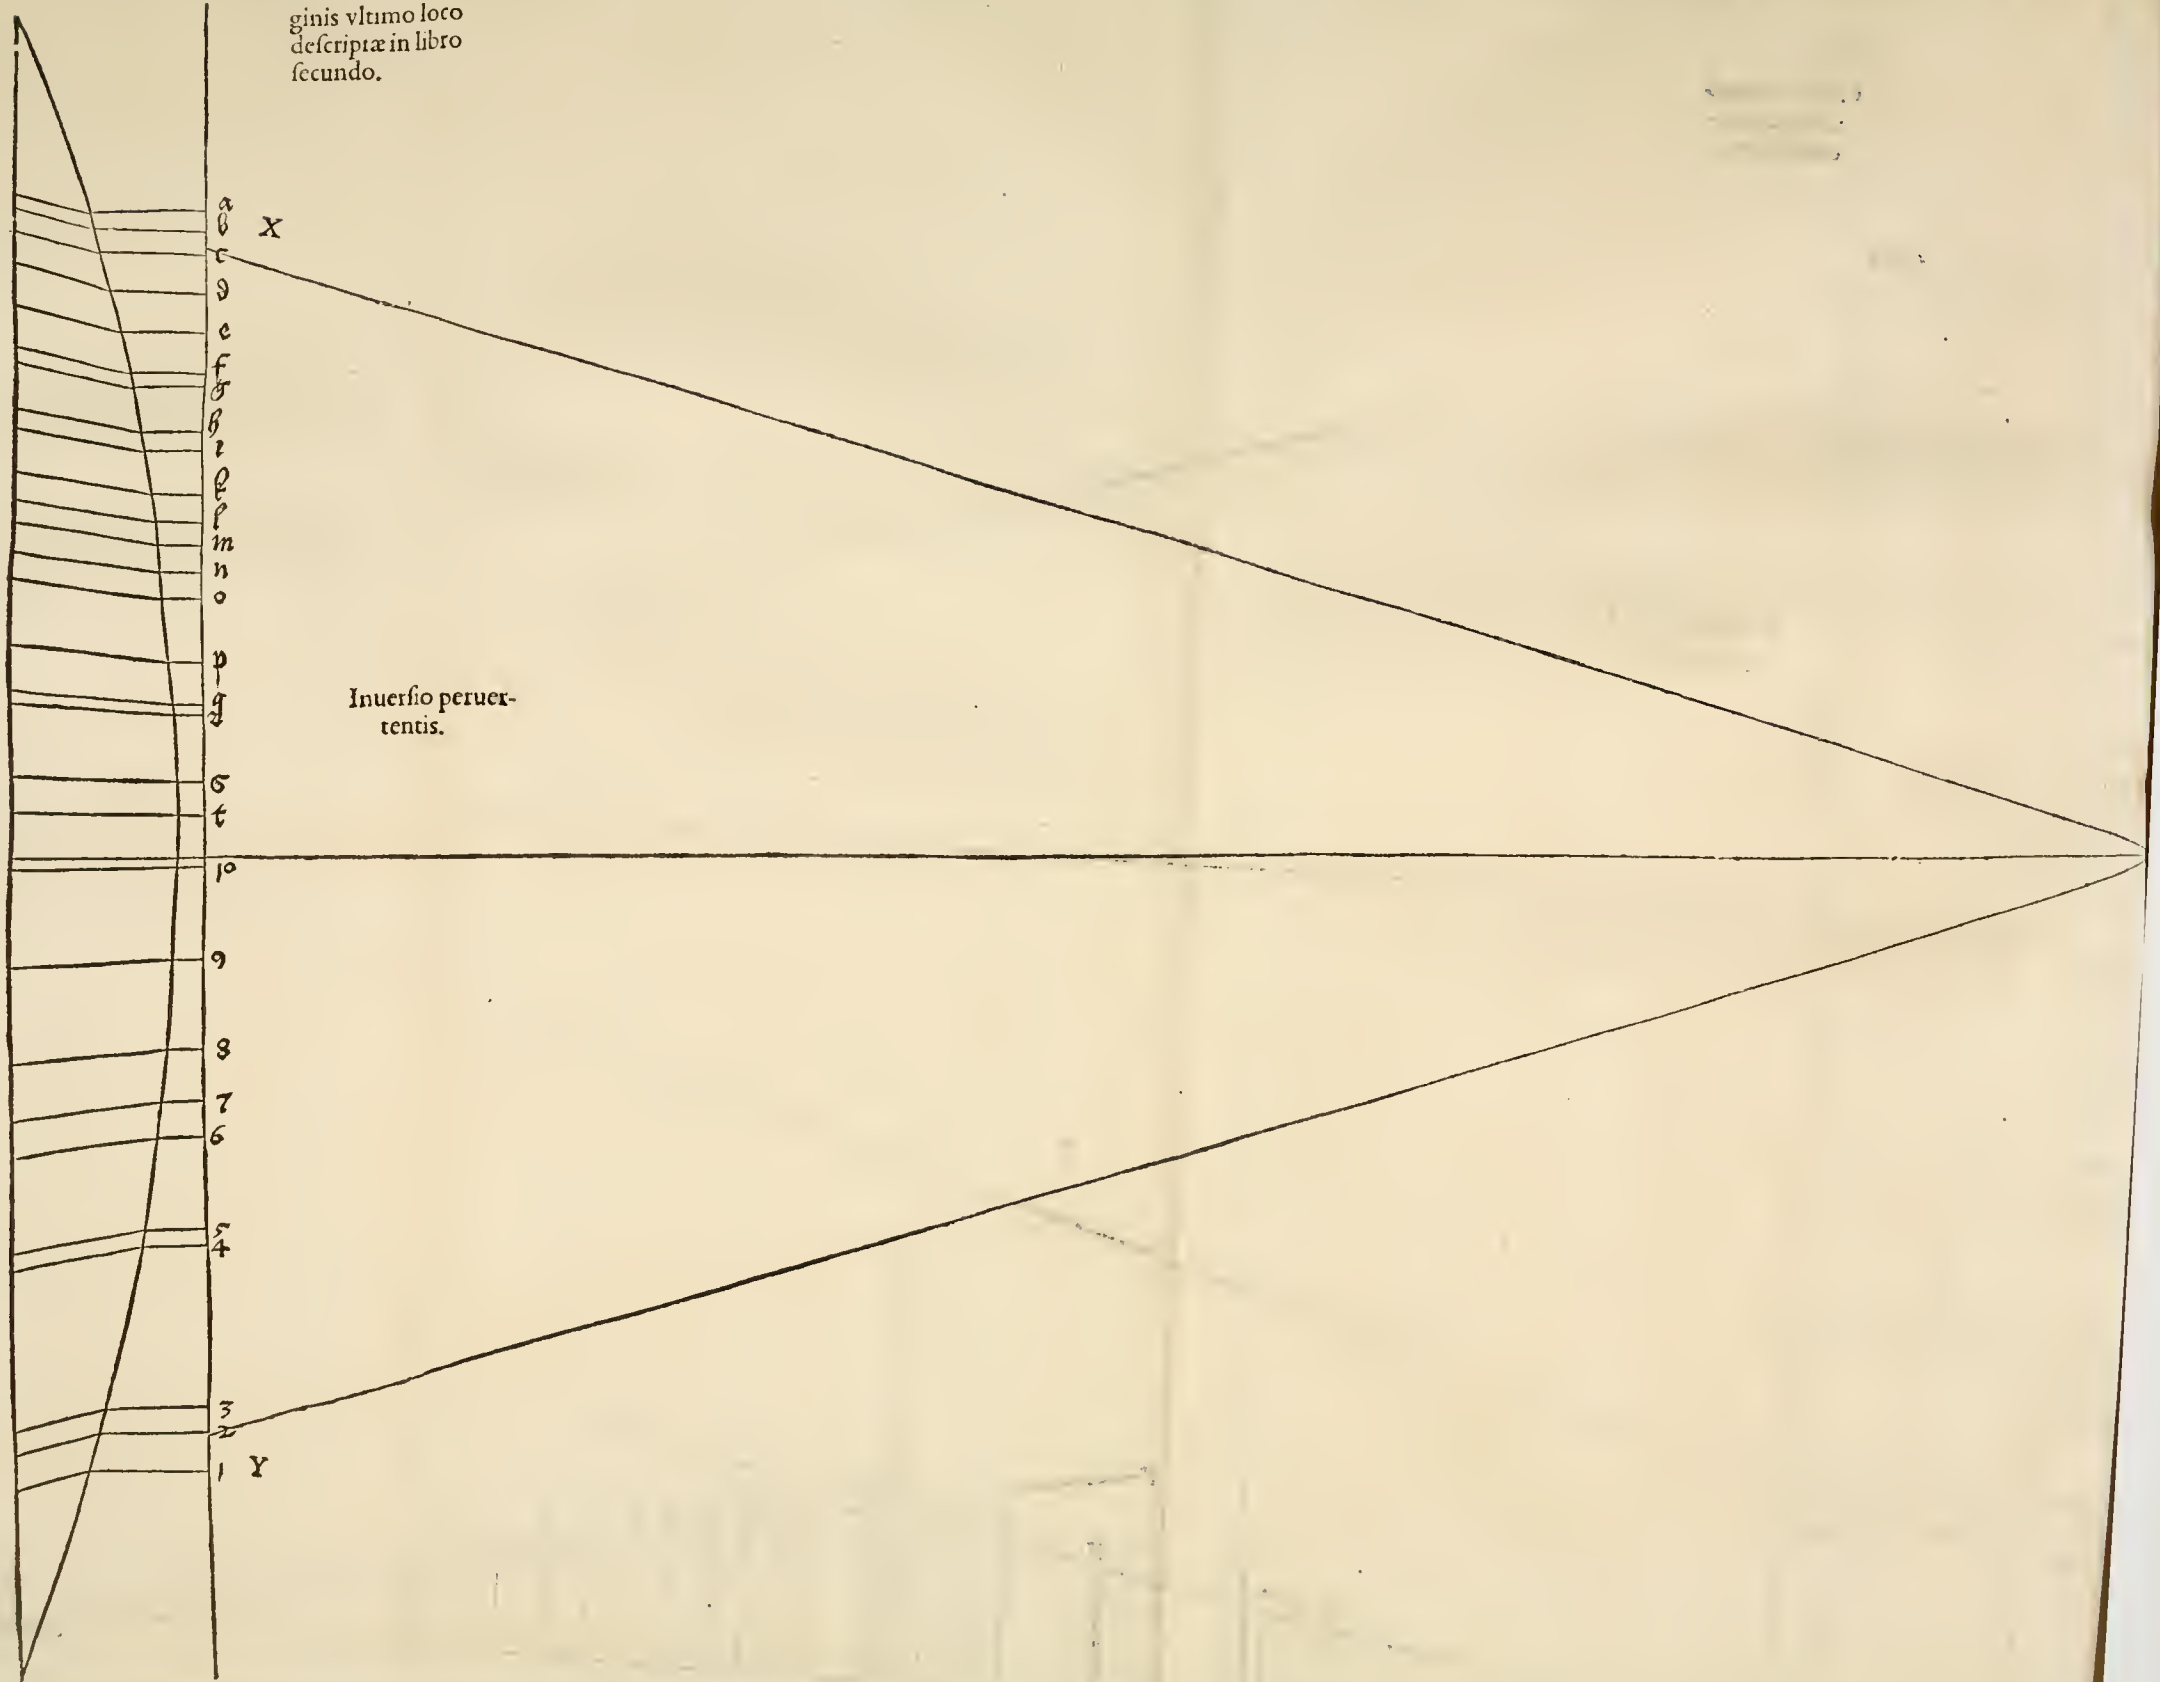 ginis vltimo loco
deſcriptæ in libro
ſecundo.
a
b
X
c
d
e
f
g
h
i
k
l
m
n
o
p
q
s
t
10
9
8
7
6
5
4
3
2
1
Y
Inuerſio peruer-
tentis.